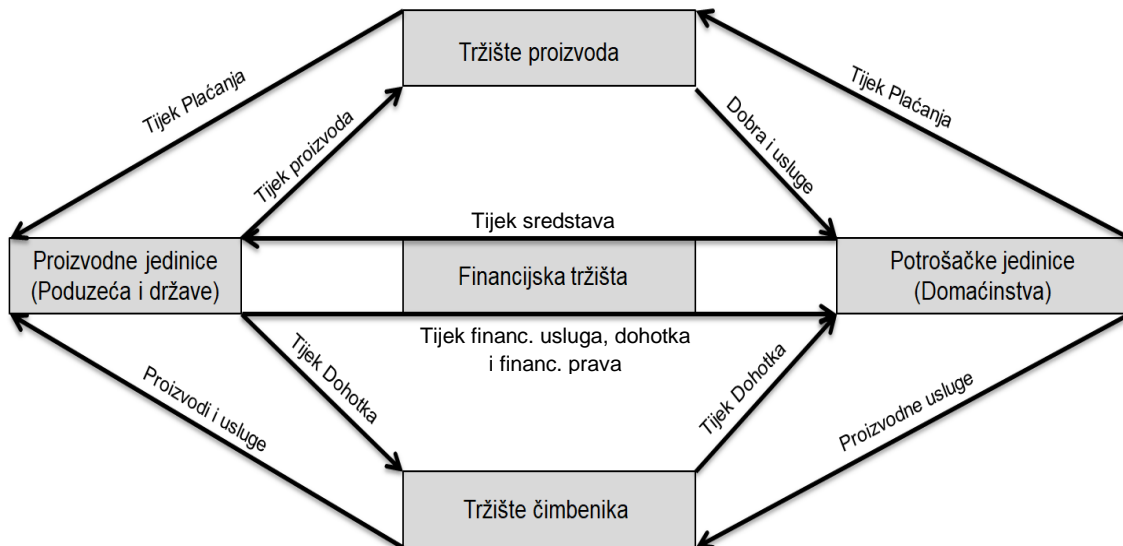 Tržište proizvoda
Tijek Plaćanja
Tijek Plaćanja
Tijek proizvoda
Dobra i usluge
Tijek sredstava
Proizvodne jedinice
(Poduzeća i države)
Financijska tržišta
Potrošačke jedinice
(Domaćinstva)
Tijek financ. usluga, dohotka
i financ. prava
Tijek Dohotka
Tijek Dohotka
Proizvodi i usluge
Proizvodne usluge
Tržište čimbenika